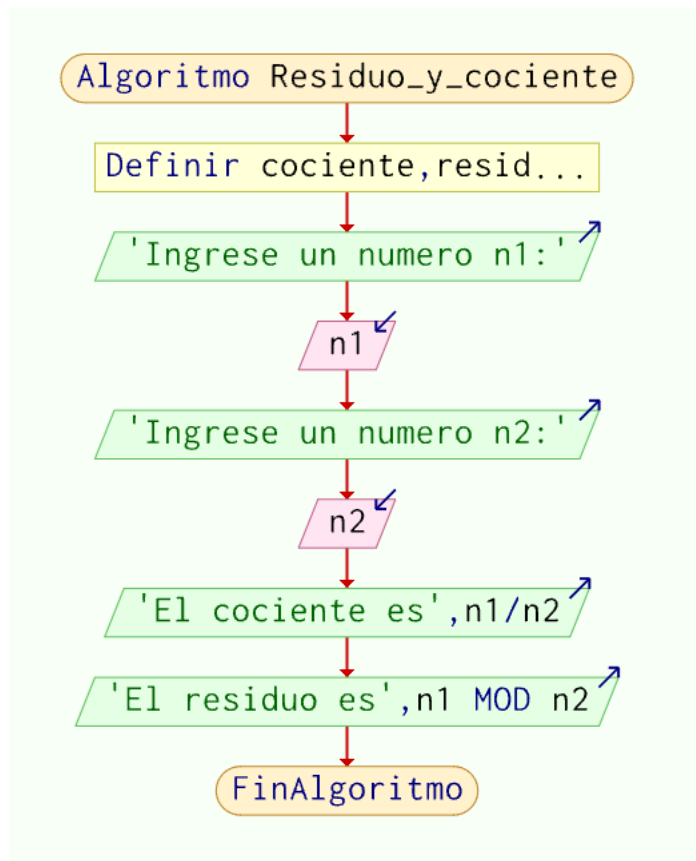 Algoritmo Residuo_y_cociente
Definir cociente,resid...
'Ingrese un numero n1:'
n1
'Ingrese un numero n2:'
n2
'El cociente es',n1/n2
'El residuo es',n1 MOD n2
FinAlgoritmo